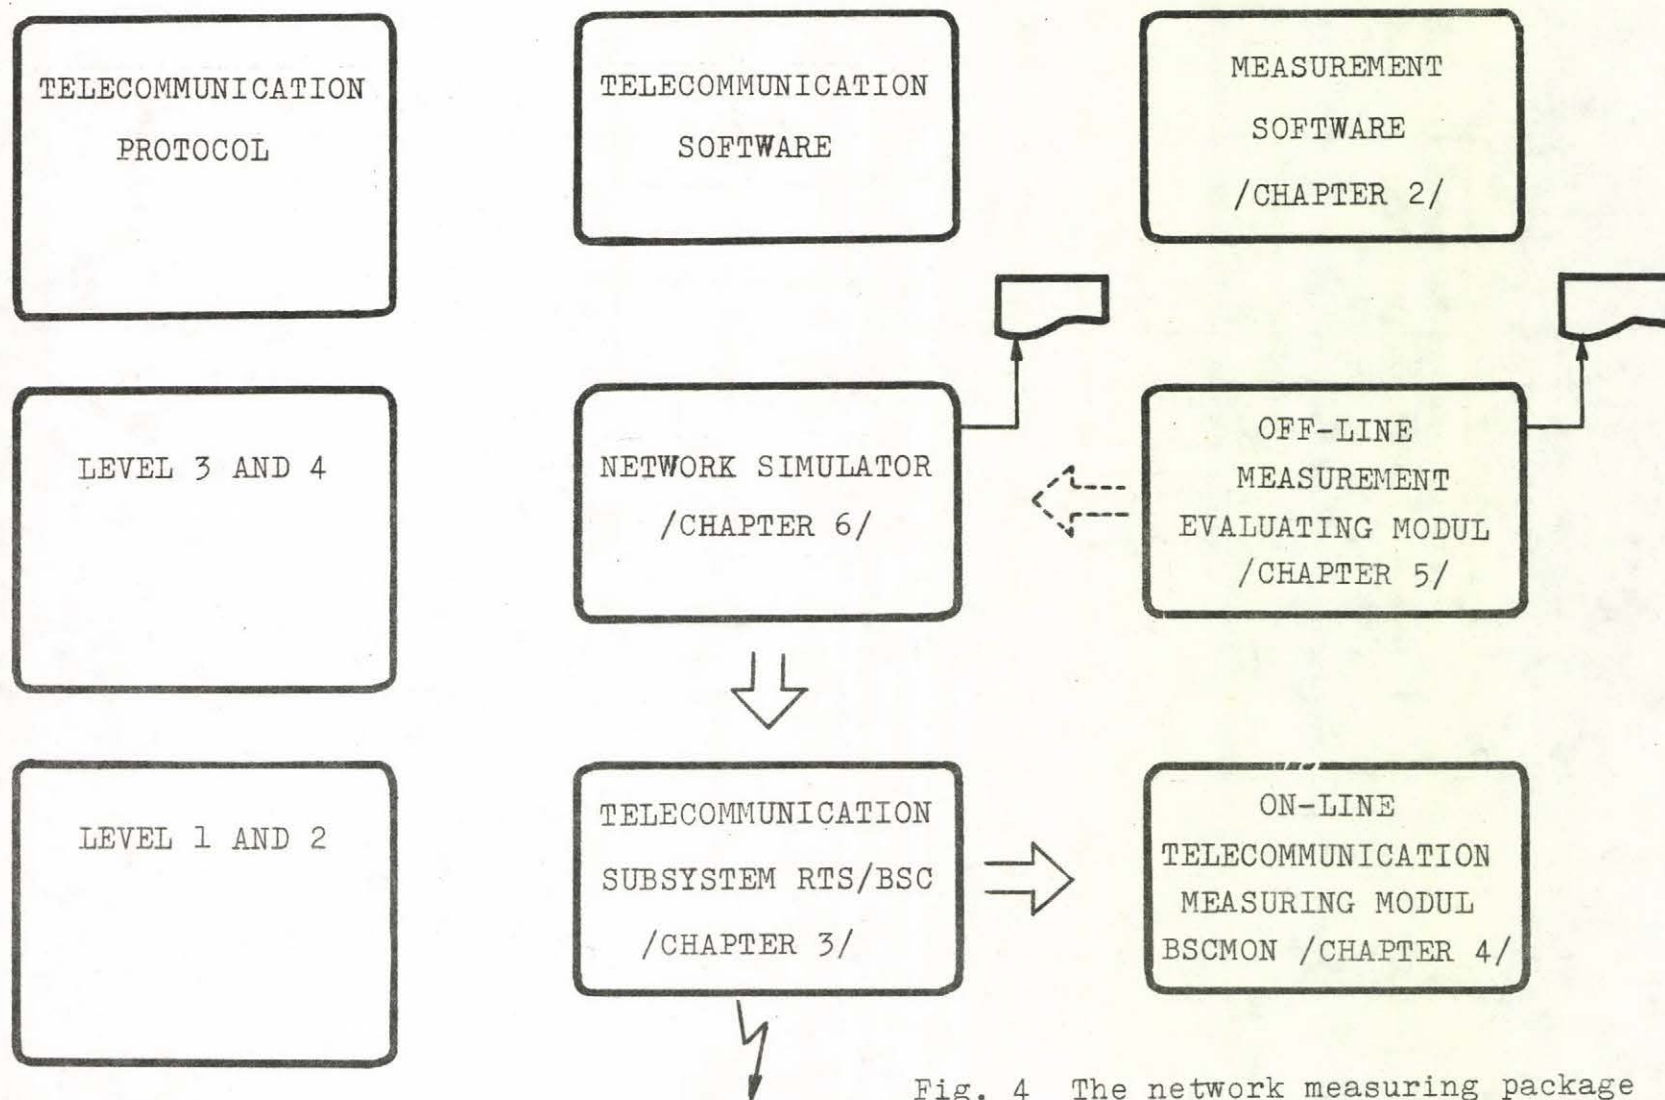 TELECOMMUNICATION
PROTOCOL
TELECOMMUNICATION
SOFTWARE
MEASUREMENT
SOFTWARE
/CHAPTER 2/
LEVEL 3 AND 4
NETWORK SIMULATOR
/CHAPTER 6/
OFF-LINE
MEASUREMENT
EVALUATING MODUL
/CHAPTER 5/
LEVEL 1 AND 2
TELECOMMUNICATION
SUBSYSTEM RTS/BSC
/CHAPTER 3/
ON-LINE
TELECOMMUNICATION
MEASURING MODUL
BSCMON /CHAPTER 4/
Fig. 4 The network measuring package